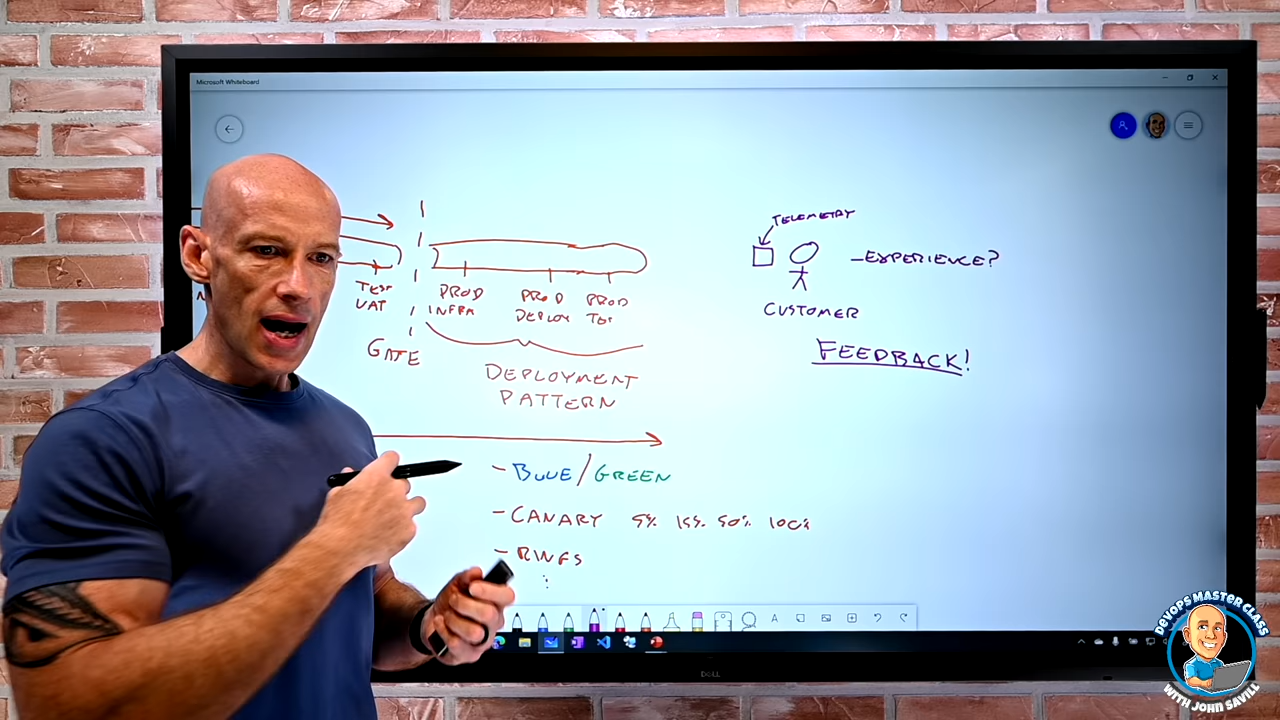 Microsoft Whiteboard
TELEMETRY
-EXPERIENCE?
CUSTOMER
FEEDBACK!
TEST
UAT
GATE
PROD
INFRA
PROD
DEPLOY
PROD
TEST
DEPLOYMENT
PATTERN
- BLUE/GREEN
- CANARY 5% 15% 50% 100%
- RINGS
A
DELL
DEVOPS MASTER CLASS
WITH JOHN SAVILL